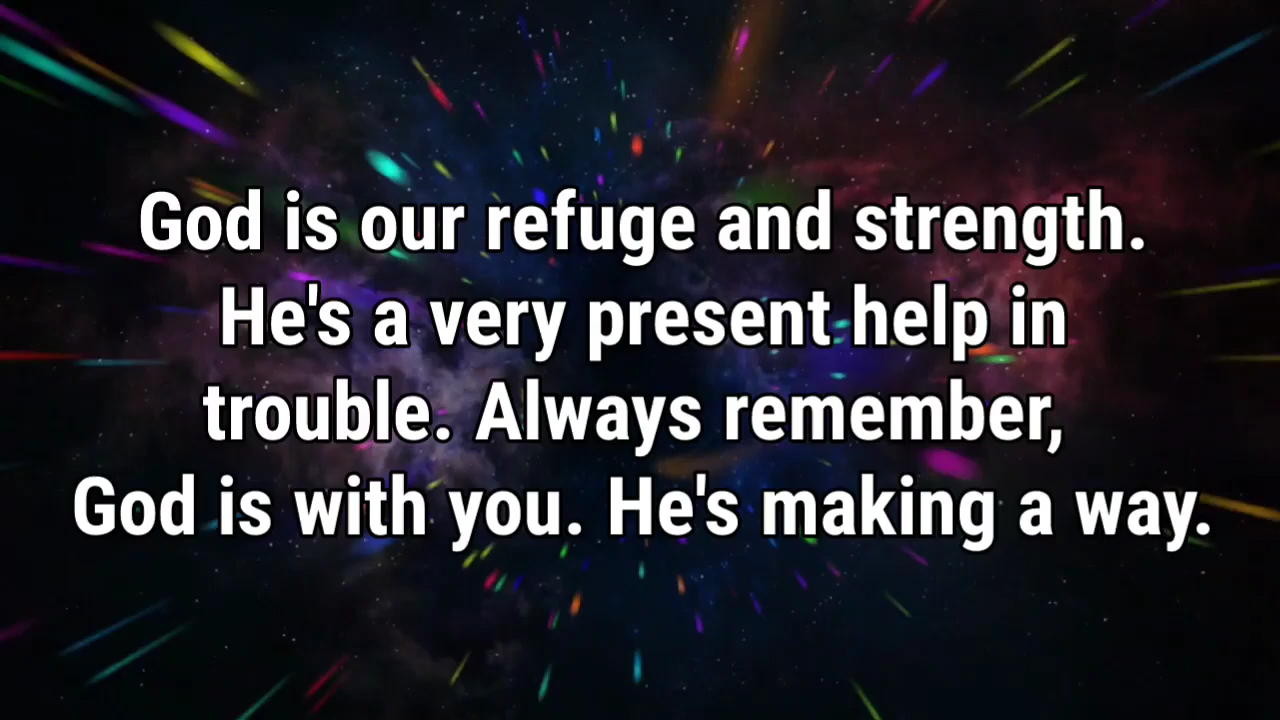 God is our refuge and strength.
He's a very present help in
trouble. Always remember,
God is with you. He's making a way.